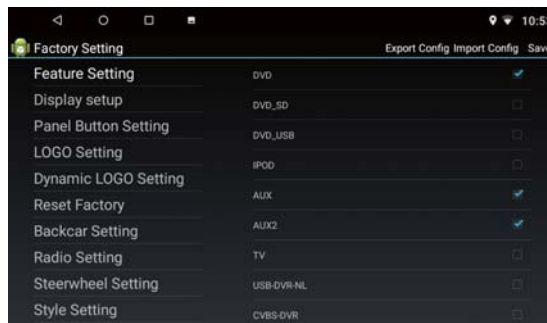 10:5
Factory Setting
Export Config Import Config Save
Feature Setting
Display setup
Panel Button Setting
LOGO Setting
Dynamic LOGO Setting
Reset Factory
Backcar Setting
Radio Setting
Steerwheel Setting
Style Setting
DVD
DVD_SD
DVD_USB
IPOD
AUX
AUX2
TV
USB-DVR-NL
CVBS-DVR